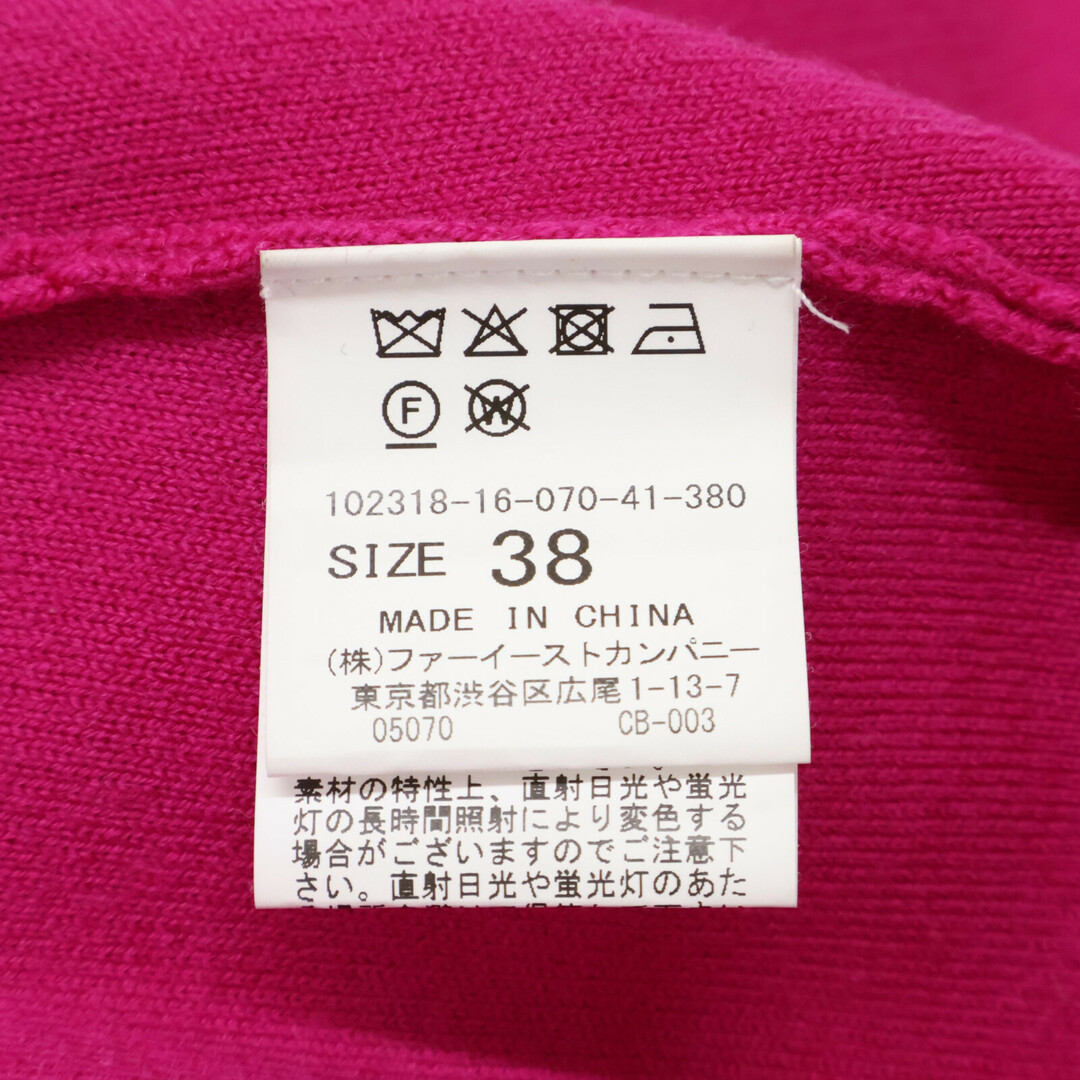 F W
102318-16-070-41-380
SIZE 38
MADE IN CHINA
(株)ファーイーストカンパニー
東京都渋谷区広尾1-13-7
05070 CB-003
素材の特性上、直射日光や蛍光
灯の長時間照射により変色する
場合がございますのでご注意下
さい。直射日光や蛍光灯のあた